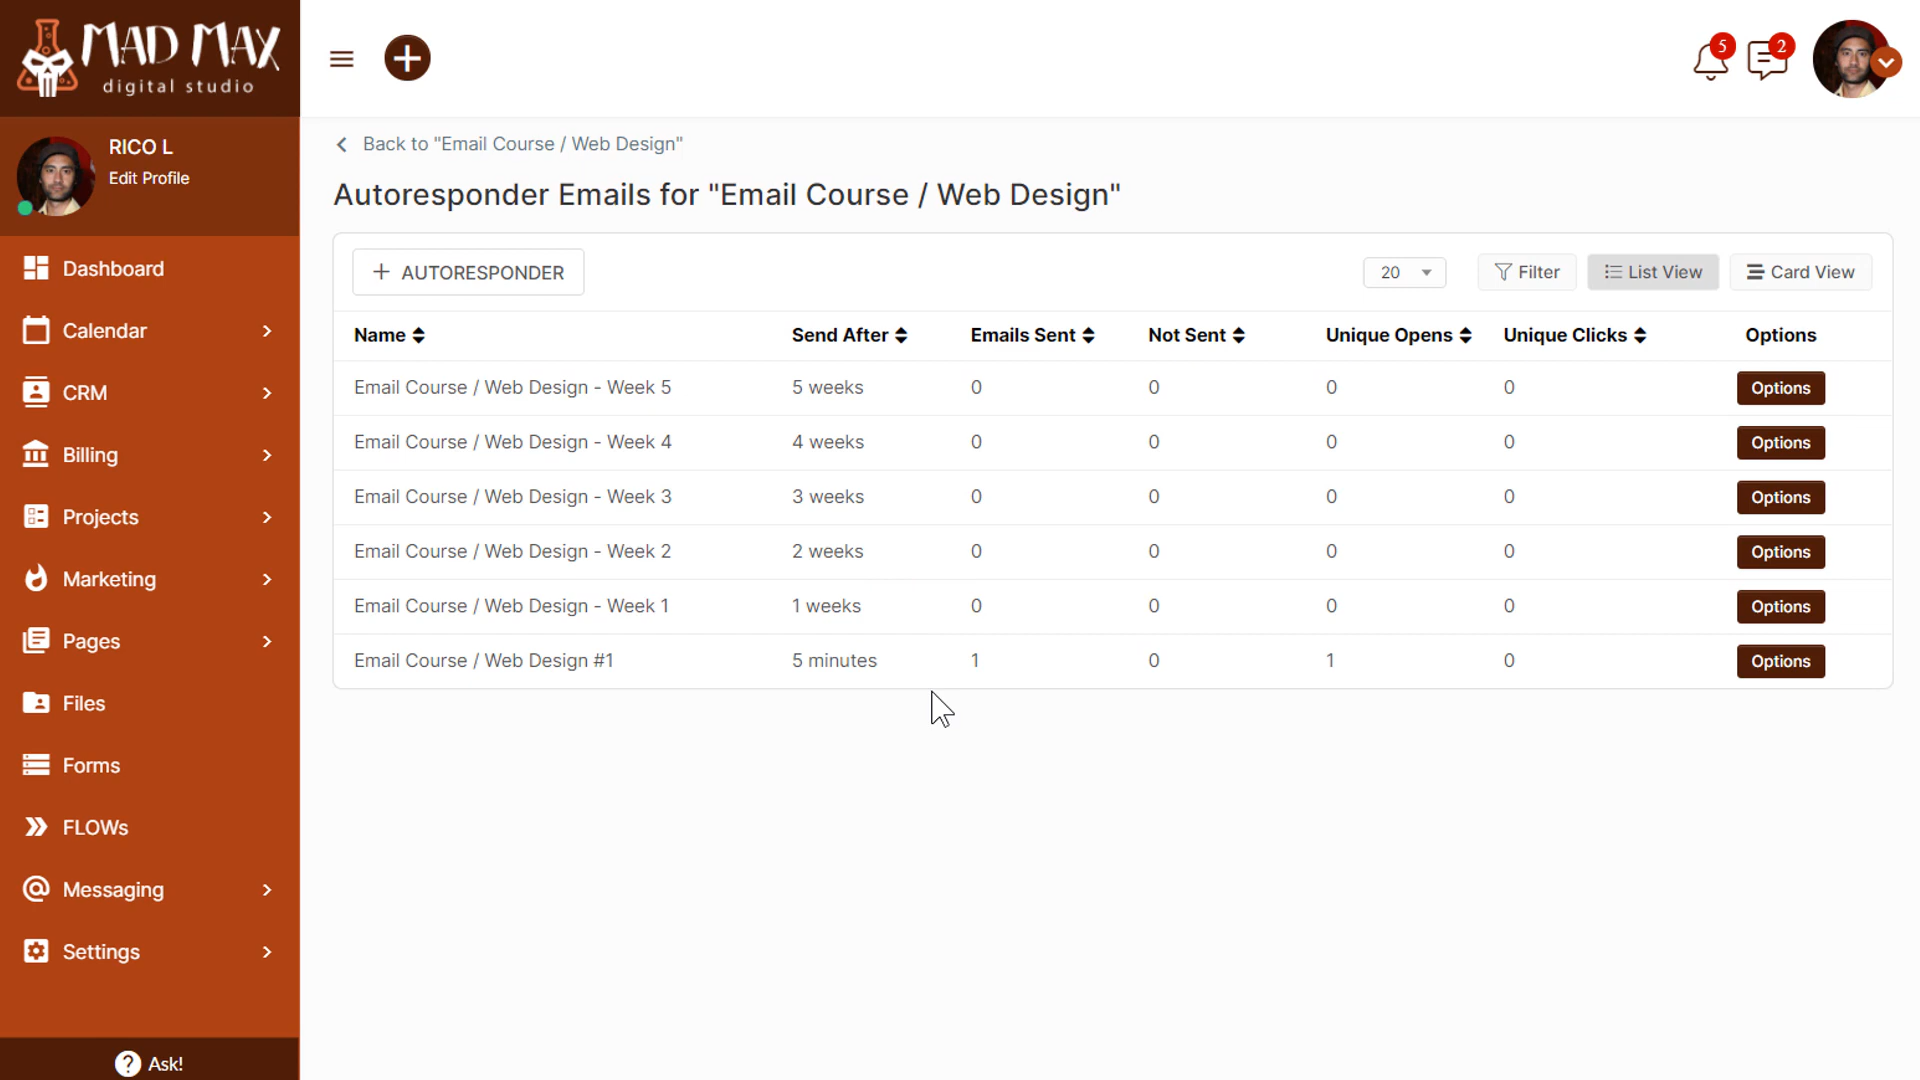 MAD MAX
digital studio
5
2
RICO L
Edit Profile
Dashboard
Calendar
CRM
Billing
Projects
Marketing
Pages
Files
Forms
FLOWs
Messaging
Settings
? Ask!
Back to "Email Course / Web Design"
Autoresponder Emails for "Email Course / Web Design"
+ AUTORESPONDER 20 Filter List View Card View
Name Send After Emails Sent Not Sent Unique Opens Unique Clicks Options
Email Course / Web Design - Week 5 5 weeks 0 0 0 0 Options
Email Course / Web Design - Week 4 4 weeks 0 0 0 0 Options
Email Course / Web Design - Week 3 3 weeks 0 0 0 0 Options
Email Course / Web Design - Week 2 2 weeks 0 0 0 0 Options
Email Course / Web Design - Week 1 1 weeks 0 0 0 0 Options
Email Course / Web Design #1 5 minutes 1 0 1 0 Options